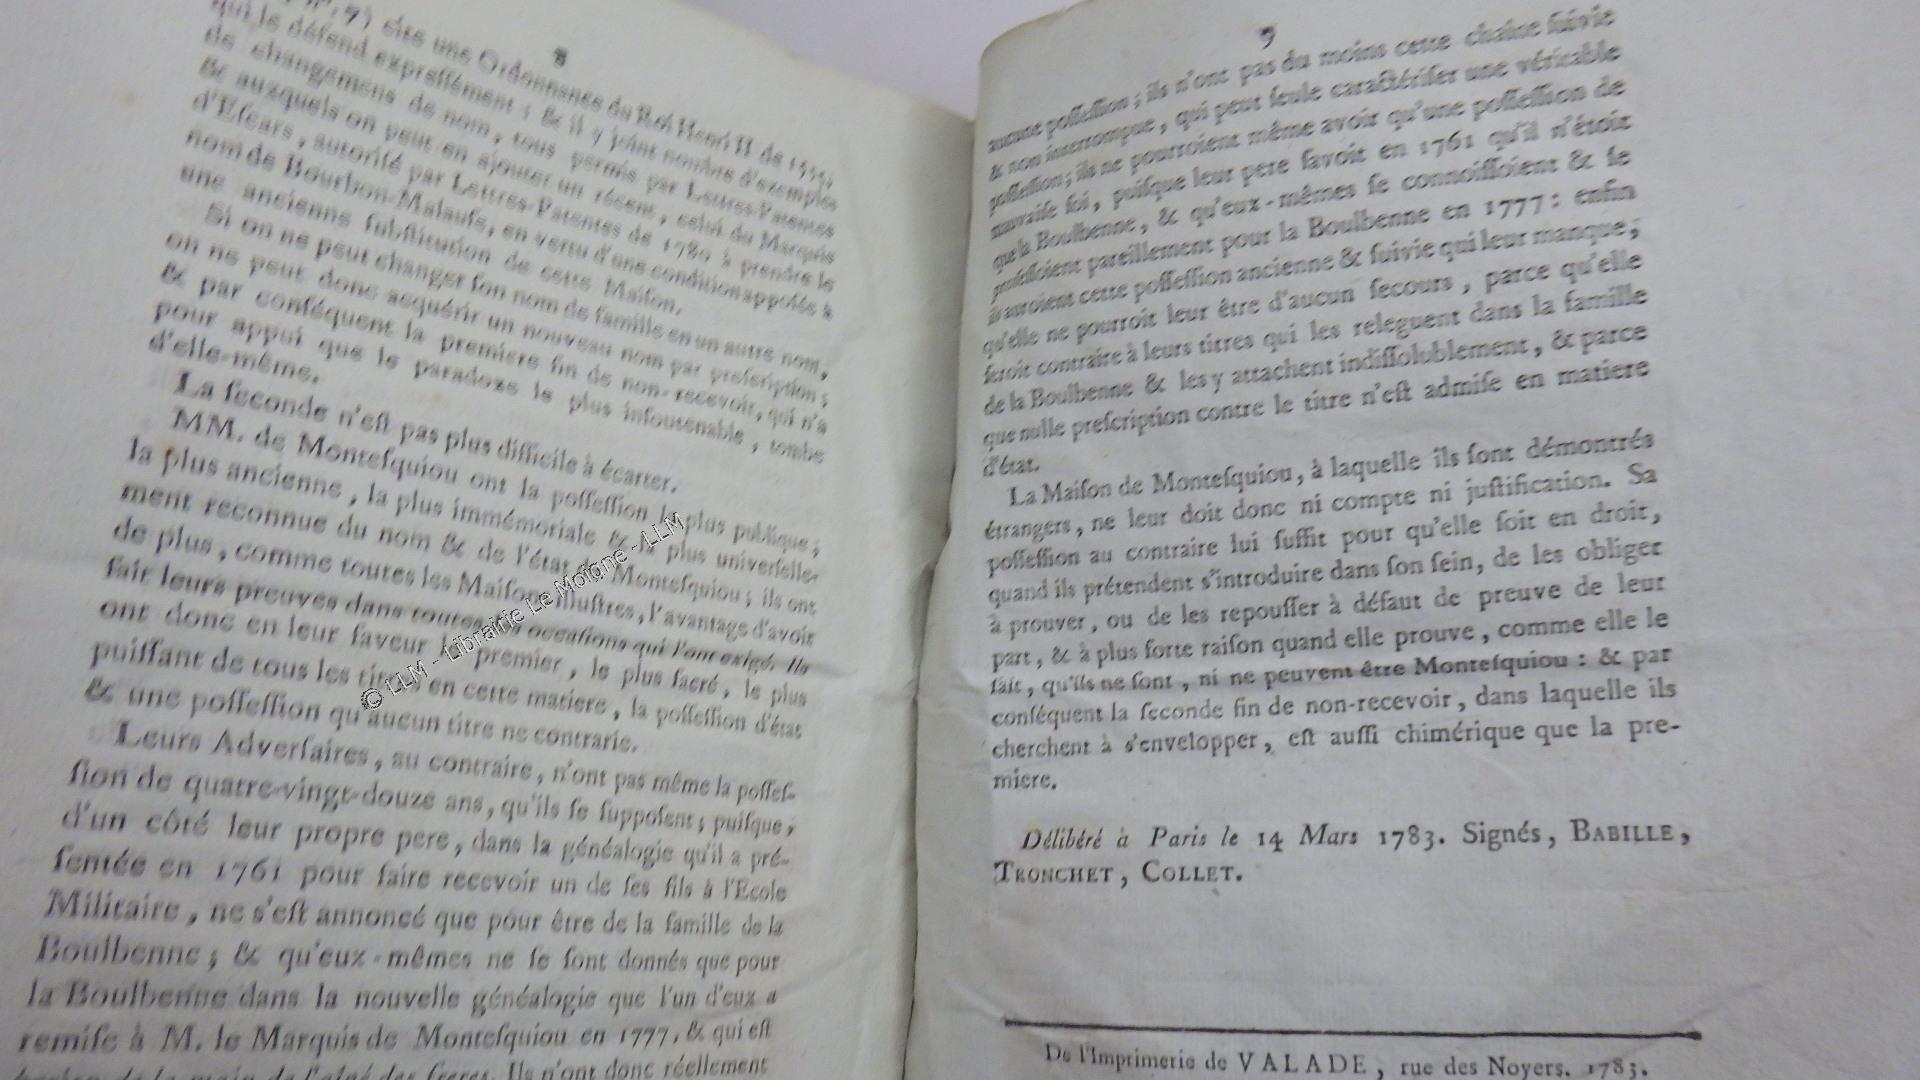 8
n°. 7) cite une Ordonnance du Roi Henri II de 1555,
qui le défend expressément ; & il y joint nombre d'exemples
de changemens de nom, tous permis par Lettres-Patentes
& auxquels on peut en ajouter un récent, celui du Marquis
d'Escars, autorisé par Lettres-Patentes de 1780 à prendre le
nom de Bourbon-Malause, en vertu d'une condition apposée à
une ancienne substitution de cette Maison.
Si on ne peut changer son nom de famille en un autre nom,
on ne peut donc acquérir un nouveau nom par prescription ;
& par conséquent la premiere fin de non-recevoir, qui n'a
pour appui que le paradoxe le plus insoutenable, tombe
d'elle-même.
La seconde n'est pas plus difficile à écarter.
MM. de Montesquiou ont la possession la plus publique ;
la plus ancienne, la plus immémoriale & la plus universelle-
ment reconnue du nom & de l'état de Montesquiou ; ils ont
de plus, comme toutes les Maisons illustres, l'avantage d'avoir
fait leurs preuves dans toutes les occasions qui l'ont exigé. Ils
ont donc en leur faveur le premier, le plus sacré, le plus
puissant de tous les titres en cette matiere, la possession d'état
& une possession qu'aucun titre ne contrarie.
Leurs Adversaires, au contraire, n'ont pas même la posses-
sion de quatre-vingt-douze ans, qu'ils se supposent ; puisque,
d'un côté leur propre pere, dans la généalogie qu'il a pré-
sentée en 1761 pour faire recevoir un de ses fils à l'Ecole
Militaire, ne s'est annoncé que pour être de la famille de la
Boulbenne ; & qu'eux-mêmes ne se sont donnés que pour
la Boulbenne dans la nouvelle généalogie que l'un d'eux a
remise à M. le Marquis de Montesquiou en 1777, & qui est
de la main de l'aîné des freres. Ils n'ont donc réellement
9
aucune possession ; ils n'ont pas du moins cette chaîne suivie
& non interrompue, qui peut seule caractériser une véritable
possession ; ils ne pourroient même avoir qu'une possession de
mauvaise foi, puisque leur pere savoit en 1761 qu'il n'étoit
que la Boulbenne, & qu'eux-mêmes se connoissoient & se
professoient pareillement pour la Boulbenne en 1777 : enfin
ils auroient cette possession ancienne & suivie qui leur manque ;
qu'elle ne pourroit leur être d'aucun secours, parce qu'elle
seroit contraire à leurs titres qui les releguent dans la famille
de la Boulbenne & les y attachent indissolublement, & parce
que nulle prescription contre le titre n'est admise en matiere
d'état.
La Maison de Montesquiou, à laquelle ils sont démontrés
étrangers, ne leur doit donc ni compte ni justification. Sa
possession au contraire lui suffit pour qu'elle soit en droit,
quand ils prétendent s'introduire dans son sein, de les obliger
à prouver, ou de les repousser à défaut de preuve de leur
part, & à plus forte raison quand elle prouve, comme elle le
fait, qu'ils ne sont, ni ne peuvent être Montesquiou : & par
conséquent la seconde fin de non-recevoir, dans laquelle ils
cherchent à s'envelopper, est aussi chimérique que la pre-
miere.
Délibéré à Paris le 14 Mars 1783. Signés, BABILLE,
TRONCHET, COLLET.
De l'Imprimerie de VALADE, rue des Noyers. 1783.
© LLM - Librairie Le Moigne - LLM